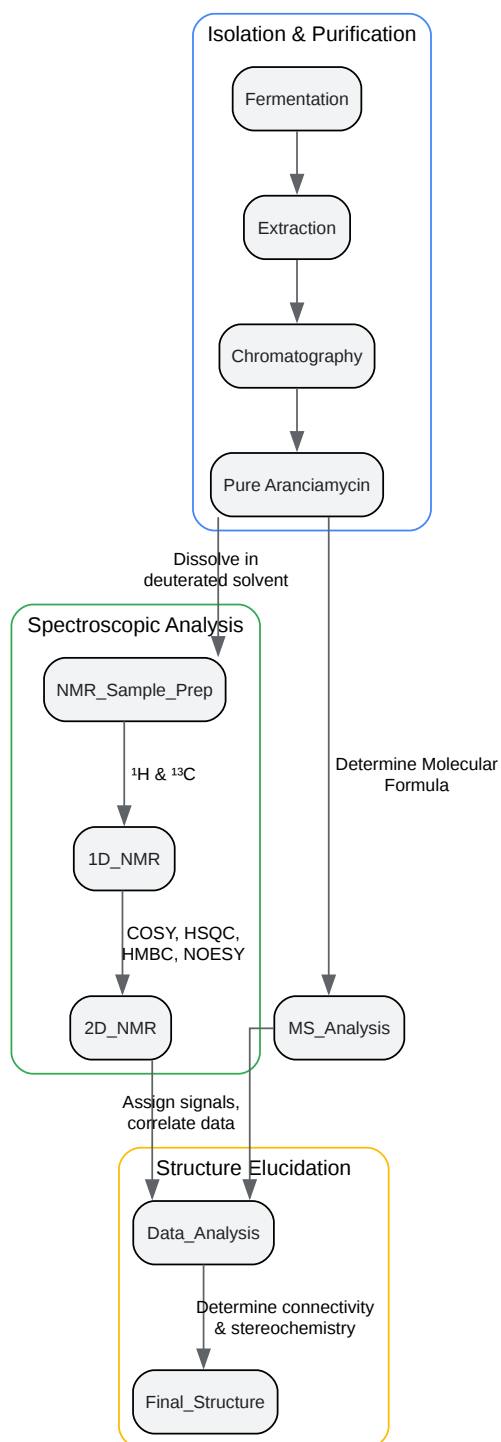 Isolation & Purification
Fermentation
Extraction
Chromatography
Pure Aranciamycin
Dissolve in
deuterated solvent
Spectroscopic Analysis
NMR_Sample_Prep
Determine Molecular
Formula
¹H & ¹³C
1D_NMR
COSY, HSQC,
HMBC, NOESY
2D_NMR
MS_Analysis
Assign signals,
correlate data
Structure Elucidation
Data_Analysis
Determine connectivity
& stereochemistry
Final_Structure